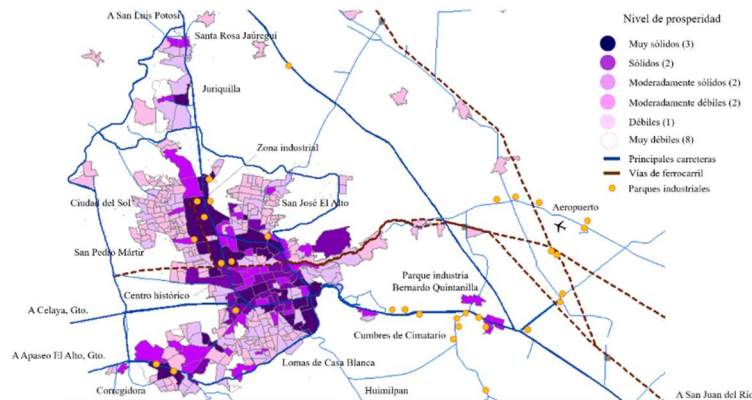 A San Luis Potosí
Santa Rosa Jaúregui
Juriquilla
Zona industrial
Ciudad del Sol
San José El Alto
San Pedro Mártir
Centro histórico
A Celaya, Gto.
A Apaseo El Alto, Gto.
Corregidora
Lomas de Casa Blanca
Huimilpan
Cumbres de Cimatario
Parque industria
Bernardo Quintanilla
Aeropuerto
A San Juan del Río
Nivel de prosperidad
Muy sólidos (3)
Sólidos (2)
Moderadamente sólidos (2)
Moderadamente débiles (2)
Débiles (1)
Muy débiles (8)
Principales carreteras
Vías de ferrocarril
Parques industriales